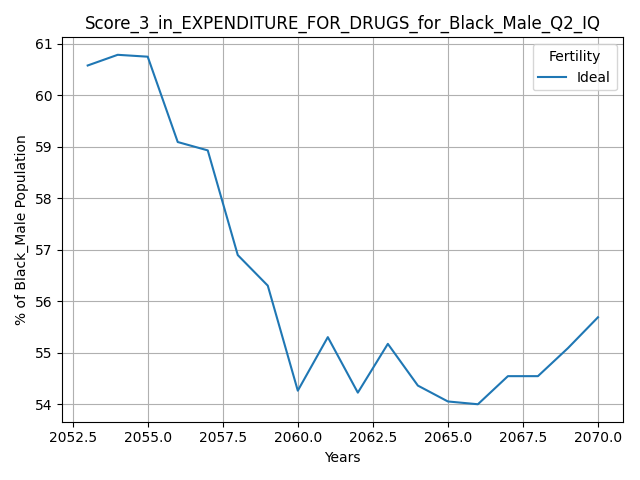 Score_3_in_EXPENDITURE_FOR_DRUGS_for_Black_Male_Q2_IQ
Fertility
Ideal
61
60
59
58
57
56
55
54
% of Black_Male Population
2052.5 2055.0 2057.5 2060.0 2062.5 2065.0 2067.5 2070.0
Years